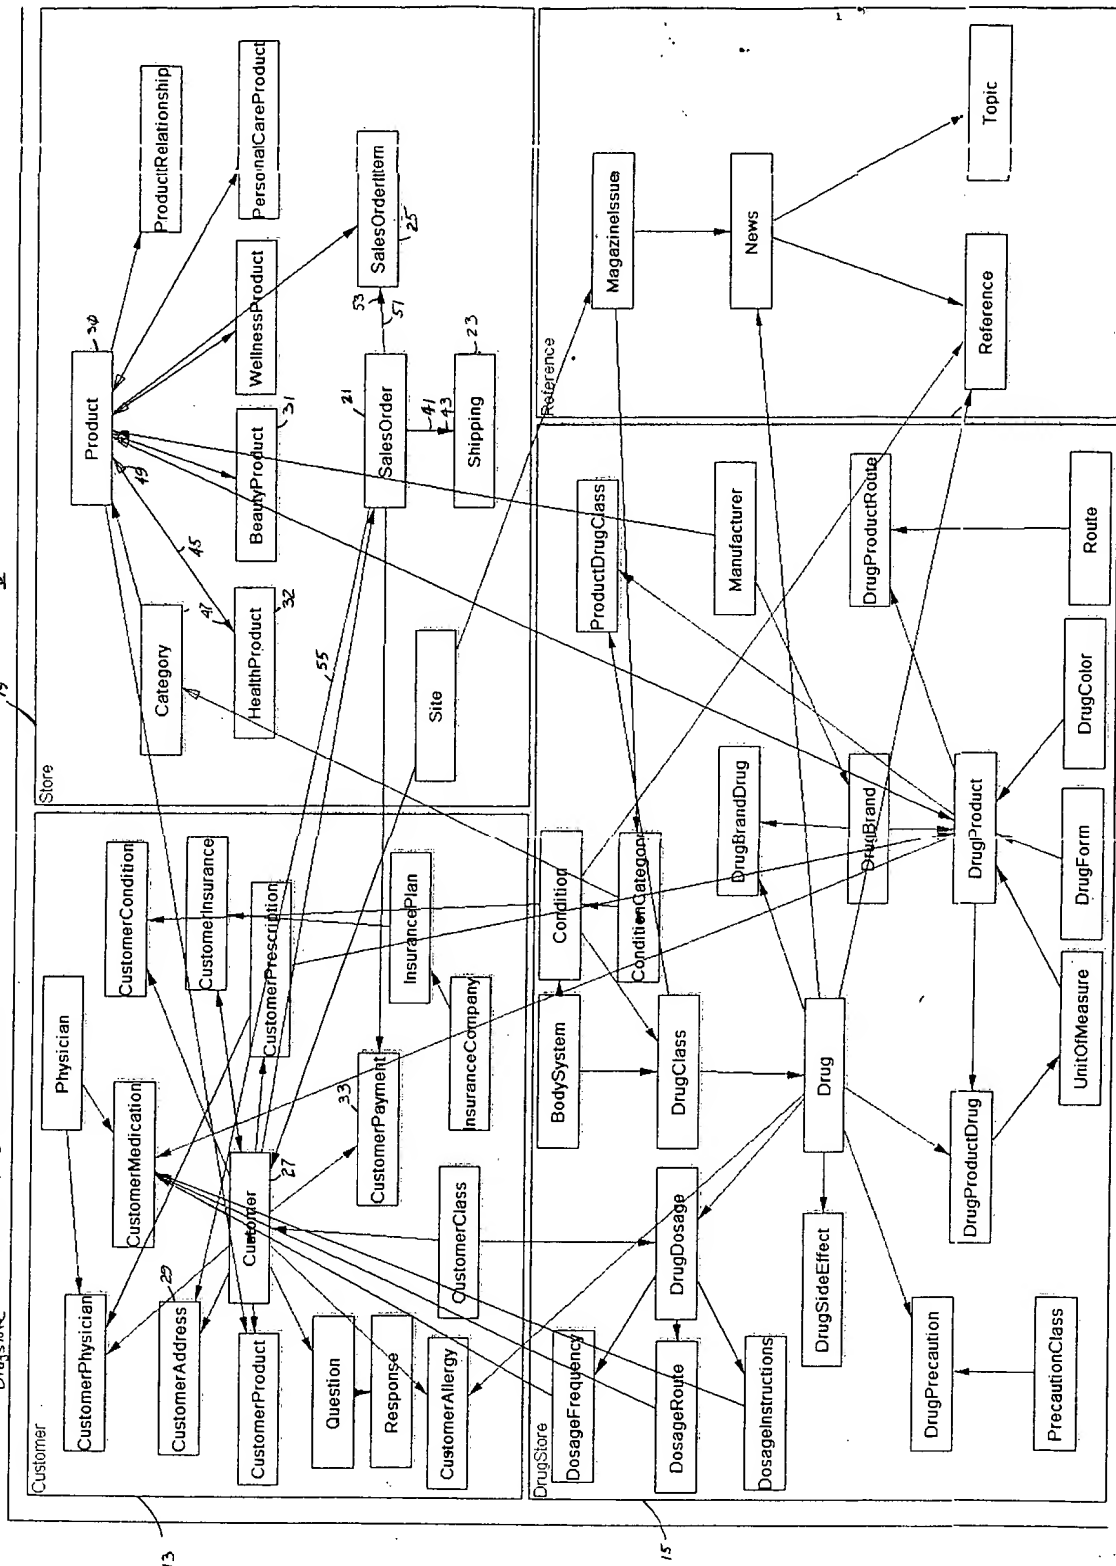 Drugstore
19
13
15
Customer
Physician
CustomerPhysician
CustomerMedication
CustomerCondition
CustomerAddress
29
CustomerInsurance
CustomerProduct
Customer
27
CustomerPrescription
Question
Response
CustomerPayment
33
InsurancePlan
CustomerAllergy
CustomerClass
InsuranceCompany
Store
Product
30
ProductRelationship
Category
47
45
49
HealthProduct
32
BeautyProduct
31
WellnessProduct
PersonalCareProduct
55
SalesOrder
21
53
51
SalesOrderItem
25
41
43
Site
Shipping
23
DrugStore
DosageFrequency
BodySystem
Condition
ProductDrugClass
DosageRoute
DrugDosage
DrugClass
ConditionCategory
DosageInstructions
DrugBrandDrug
Manufacturer
DrugSideEffect
Drug
DrugBrand
DrugProductRoute
DrugPrecaution
DrugProductDrug
DrugProduct
PrecautionClass
UnitOfMeasure
DrugForm
DrugColor
Route
Reference
MagazineIssue
News
Reference
Topic